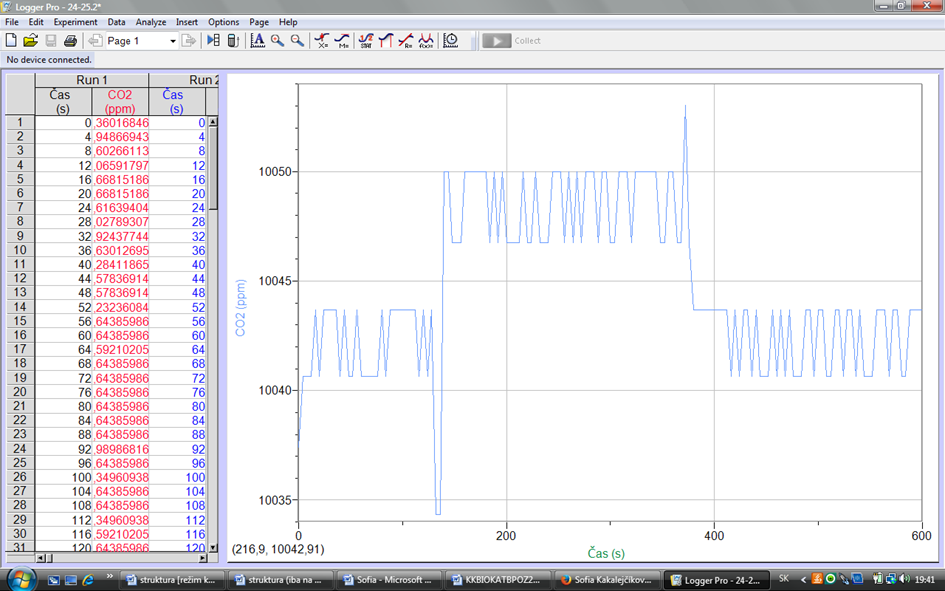 Logger Pro - 24-25.2*
File Edit Experiment Data Analyze Insert Options Page Help
Page 1
Collect
No device connected.
Run 1 Run 2
Čas CO2 Čas
(s) (ppm) (s)
1 0 ,36016846 0
2 4 ,94866943 4
3 8 ,60266113 8
4 12 ,06591797 12
5 16 ,66815186 16
6 20 ,66815186 20
7 24 ,61639404 24
8 28 ,02789307 28
9 32 ,92437744 32
10 36 ,63012695 36
11 40 ,28411865 40
12 44 ,57836914 44
13 48 ,57836914 48
14 52 ,23236084 52
15 56 ,64385986 56
16 60 ,64385986 60
17 64 ,59210205 64
18 68 ,64385986 68
19 72 ,64385986 72
20 76 ,64385986 76
21 80 ,64385986 80
22 84 ,64385986 84
23 88 ,64385986 88
24 92 ,98986816 92
25 96 ,64385986 96
26 100 ,34960938 100
27 104 ,64385986 104
28 108 ,64385986 108
29 112 ,34960938 112
30 116 ,59210205 116
31 120 ,64385986 120
10050
10045
CO2 (ppm)
10040
10035
0 200 400 600
(216,9, 10042,91)
Čas (s)
struktura [režim k...
struktura (iba na ...
Sofia - Microsoft ...
KKBIOKATBPOZ2...
Sofia Kakalejčíkov...
Logger Pro - 24-2...
SK
19:41